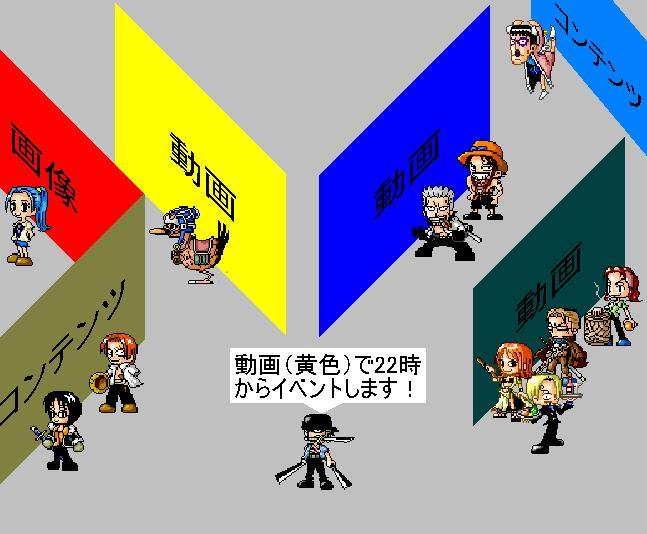 コンテンツ
画像
動画
動画
動画
コンテンツ
動画(黄色)で22時
からイベントします!